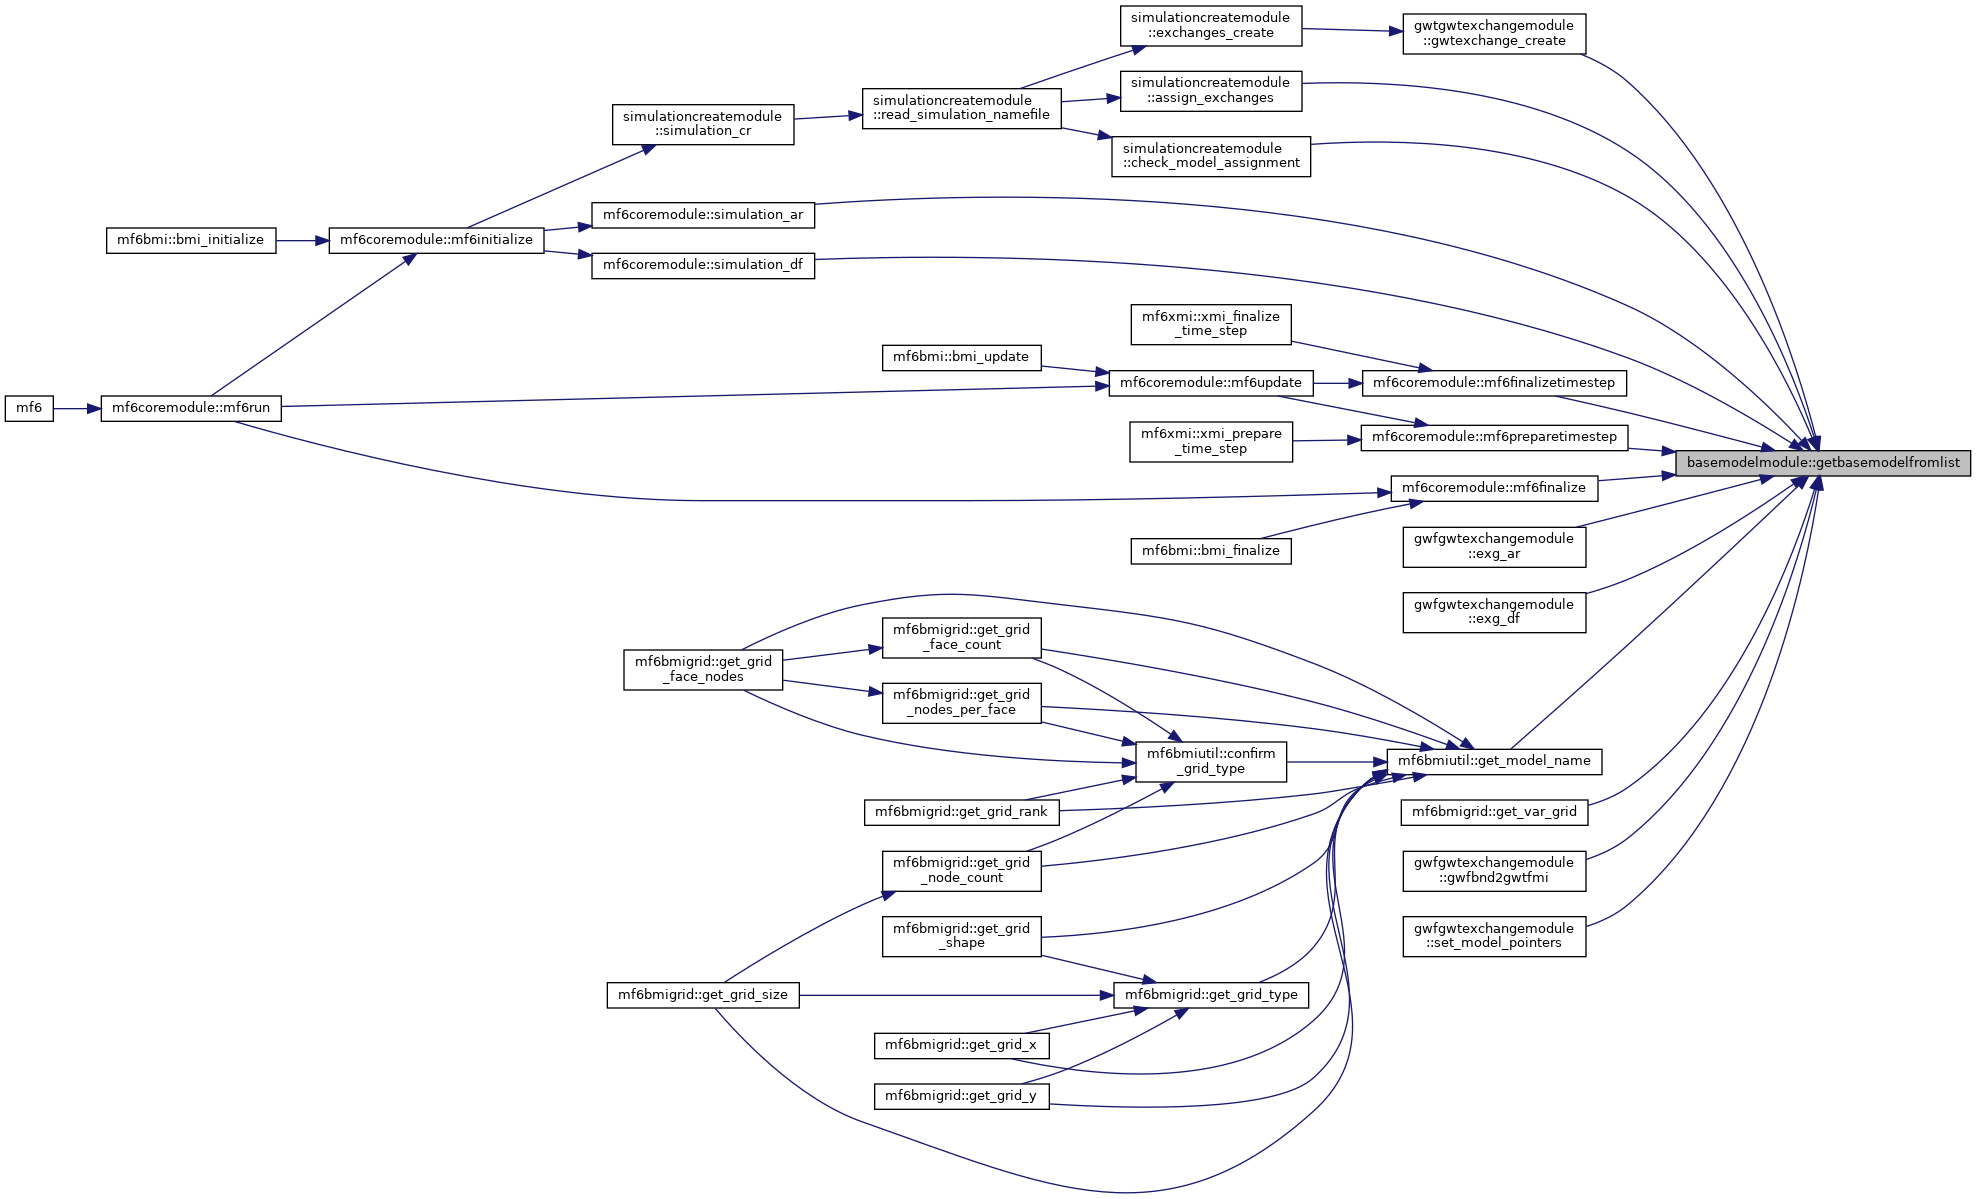 simulationcreatemodule
::exchanges_create
gwtgwtexchangemodule
::gwtexchange_create
simulationcreatemodule
::assign_exchanges
simulationcreatemodule
::read_simulation_namefile
simulationcreatemodule
::simulation_cr
simulationcreatemodule
::check_model_assignment
mf6coremodule::simulation_ar
mf6bmi::bmi_initialize
mf6coremodule::mf6initialize
mf6coremodule::simulation_df
mf6xmi::xmi_finalize
_time_step
mf6bmi::bmi_update
mf6coremodule::mf6update
mf6coremodule::mf6finalizetimestep
mf6
mf6coremodule::mf6run
mf6xmi::xmi_prepare
_time_step
mf6coremodule::mf6preparetimestep
basemodelmodule::getbasemodelfromlist
mf6coremodule::mf6finalize
mf6bmi::bmi_finalize
gwfgwtexchangemodule
::exg_ar
gwfgwtexchangemodule
::exg_df
mf6bmigrid::get_grid
_face_count
mf6bmigrid::get_grid
_face_nodes
mf6bmigrid::get_grid
_nodes_per_face
mf6bmiutil::confirm
_grid_type
mf6bmiutil::get_model_name
mf6bmigrid::get_grid_rank
mf6bmigrid::get_var_grid
mf6bmigrid::get_grid
_node_count
gwfgwtexchangemodule
::gwfbnd2gwtfmi
mf6bmigrid::get_grid
_shape
gwfgwtexchangemodule
::set_model_pointers
mf6bmigrid::get_grid_size
mf6bmigrid::get_grid_type
mf6bmigrid::get_grid_x
mf6bmigrid::get_grid_y